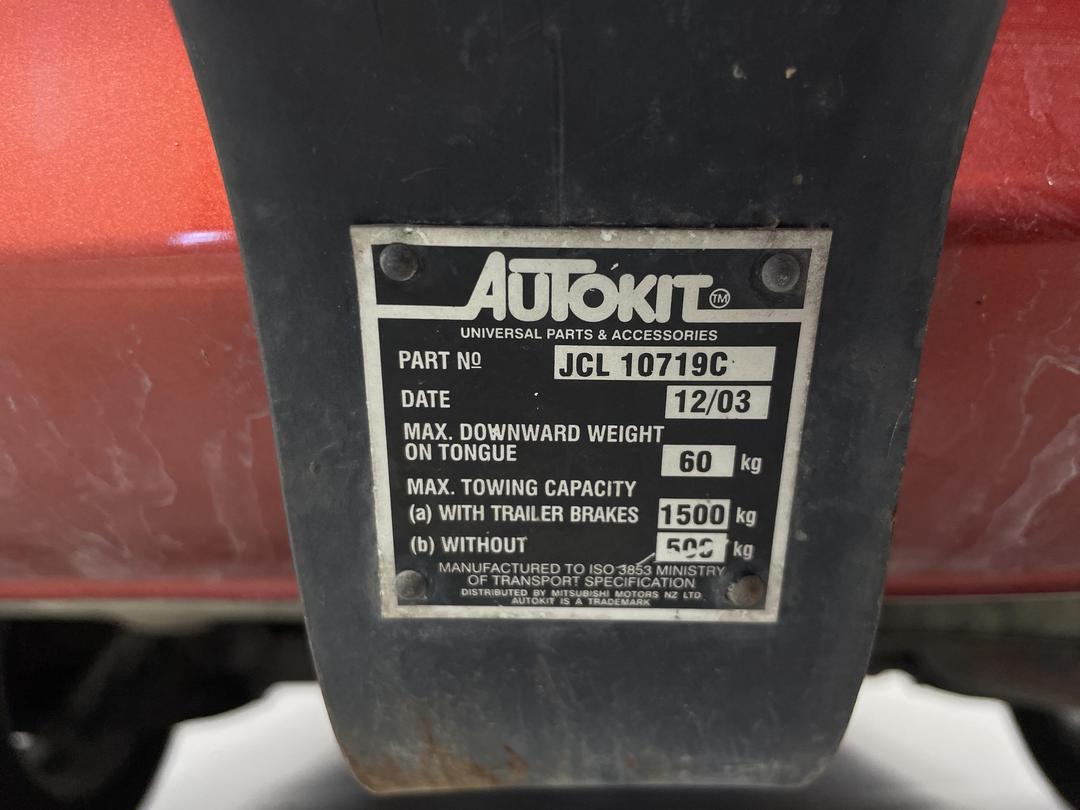 AUTOKIT TM
UNIVERSAL PARTS & ACCESSORIES
PART Nº JCL 10719C
DATE 12/03
MAX. DOWNWARD WEIGHT
ON TONGUE 60 kg
MAX. TOWING CAPACITY
(a) WITH TRAILER BRAKES 1500 kg
(b) WITHOUT kg
MANUFACTURED TO ISO 3853 MINISTRY
OF TRANSPORT SPECIFICATION
DISTRIBUTED BY MITSUBISHI MOTORS NZ LTD
AUTOKIT IS A TRADEMARK